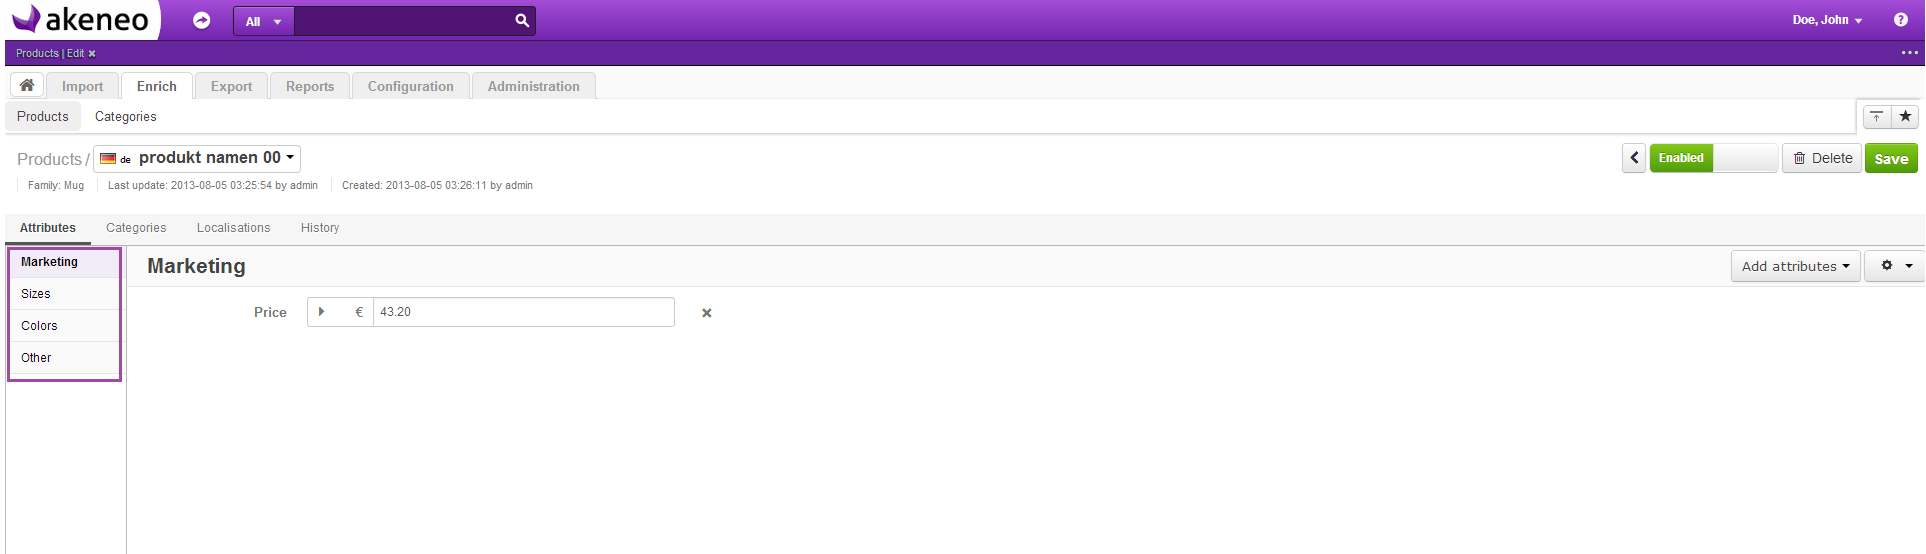 akeneo All Doe, John
Products | Edit
Import Enrich Export Reports Configuration Administration
Products Categories
Products / de produkt namen 00 Enabled Delete Save
Family: Mug Last update: 2013-08-05 03:25:54 by admin Created: 2013-08-05 03:26:11 by admin
Attributes Categories Localisations History
Marketing
Sizes
Colors
Other
Marketing Add attributes
Price € 43.20